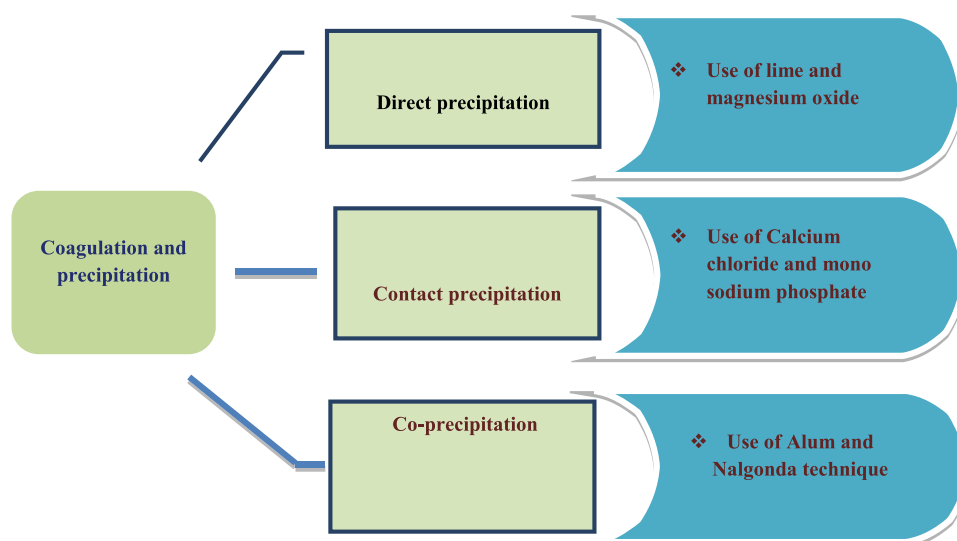 Coagulation and
precipitation
Direct precipitation
❖ Use of lime and
magnesium oxide
Contact precipitation
❖ Use of Calcium
chloride and mono
sodium phosphate
Co-precipitation
❖ Use of Alum and
Nalgonda technique